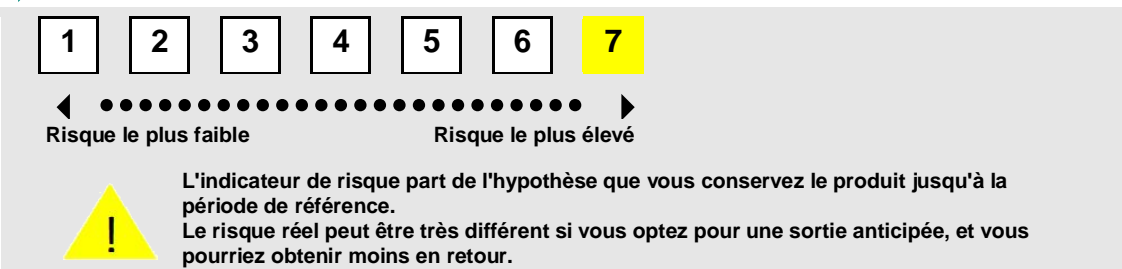 1 2 3 4 5 6 7
Risque le plus faible Risque le plus élevé
L'indicateur de risque part de l'hypothèse que vous conservez le produit jusqu'à la
période de référence.
!
Le risque réel peut être très différent si vous optez pour une sortie anticipée, et vous
pourriez obtenir moins en retour.